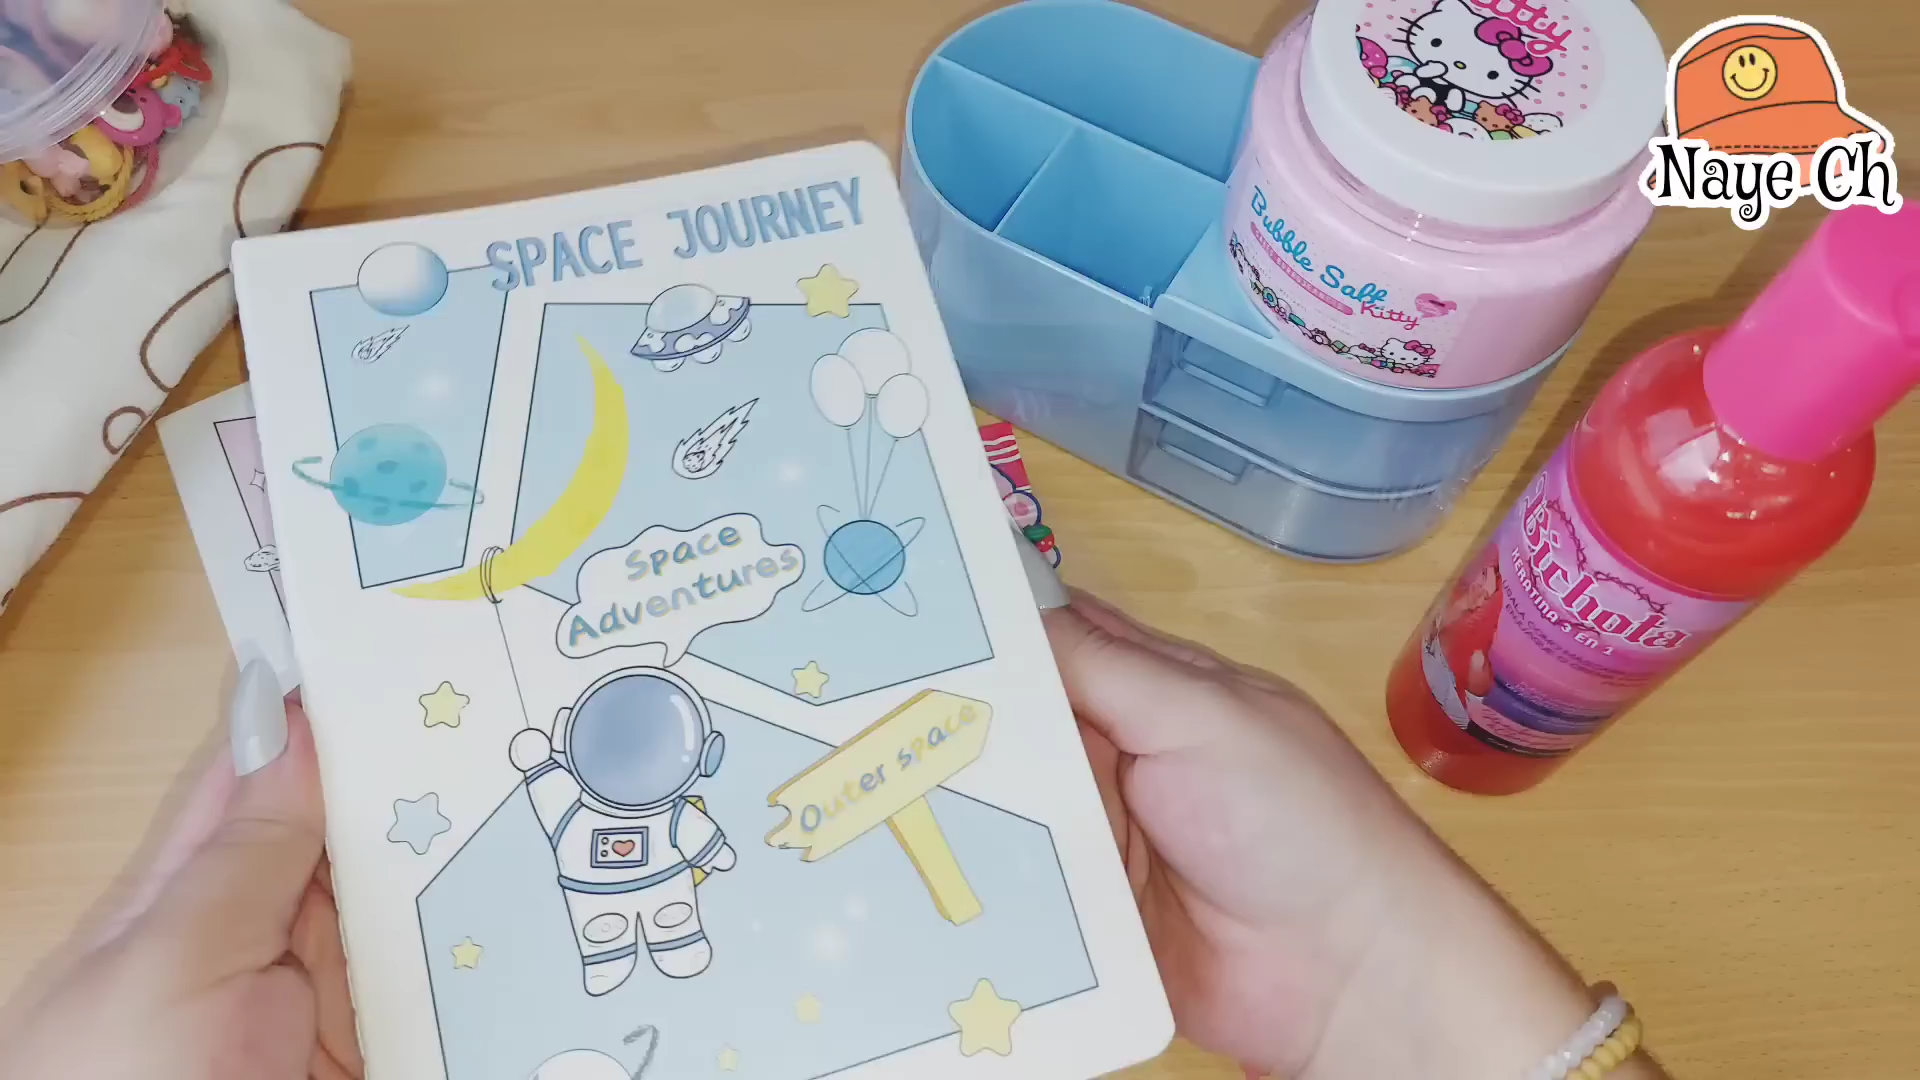 SPACE JOURNEY
Space
Adventures
Outer space
Kitty
Bubble Salt
Kitty
Bichota
KERATINA 3 EN 1
Naye Ch